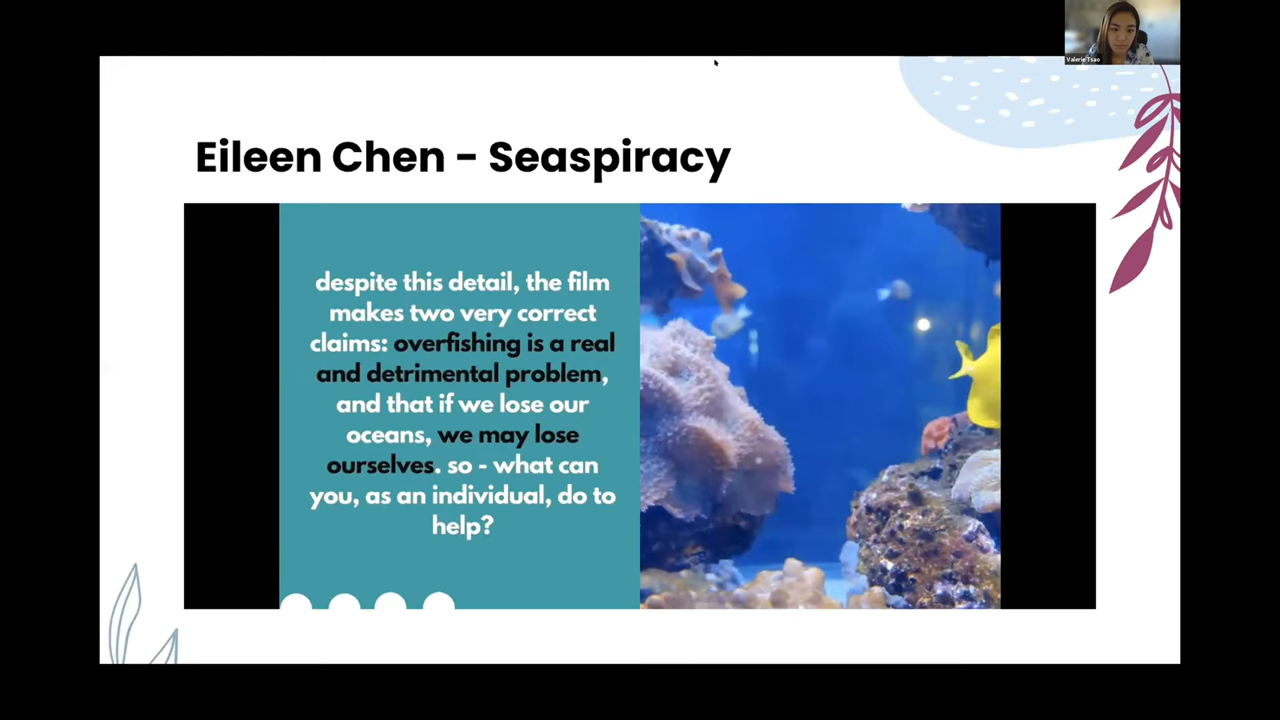 Valerie Tsao
Eileen Chen - Seaspiracy
despite this detail, the film
makes two very correct
claims: overfishing is a real
and detrimental problem,
and that if we lose our
oceans, we may lose
ourselves. so - what can
you, as an individual, do to
help?